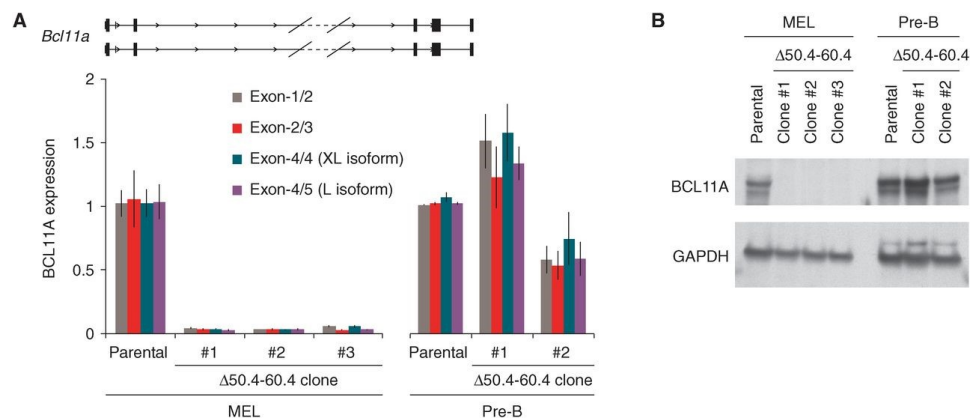 A
Bcl11a
2
1.5
1
0.5
0
BCL11A expression
Exon-1/2
Exon-2/3
Exon-4/4 (XL isoform)
Exon-4/5 (L isoform)
Parental #1 #2 #3 Parental #1 #2
Δ50.4-60.4 clone Δ50.4-60.4 clone
MEL Pre-B
B
MEL Pre-B
Δ50.4-60.4 Δ50.4-60.4
Parental Clone #1 Clone #2 Clone #3 Parental Clone #1 Clone #2
BCL11A
GAPDH